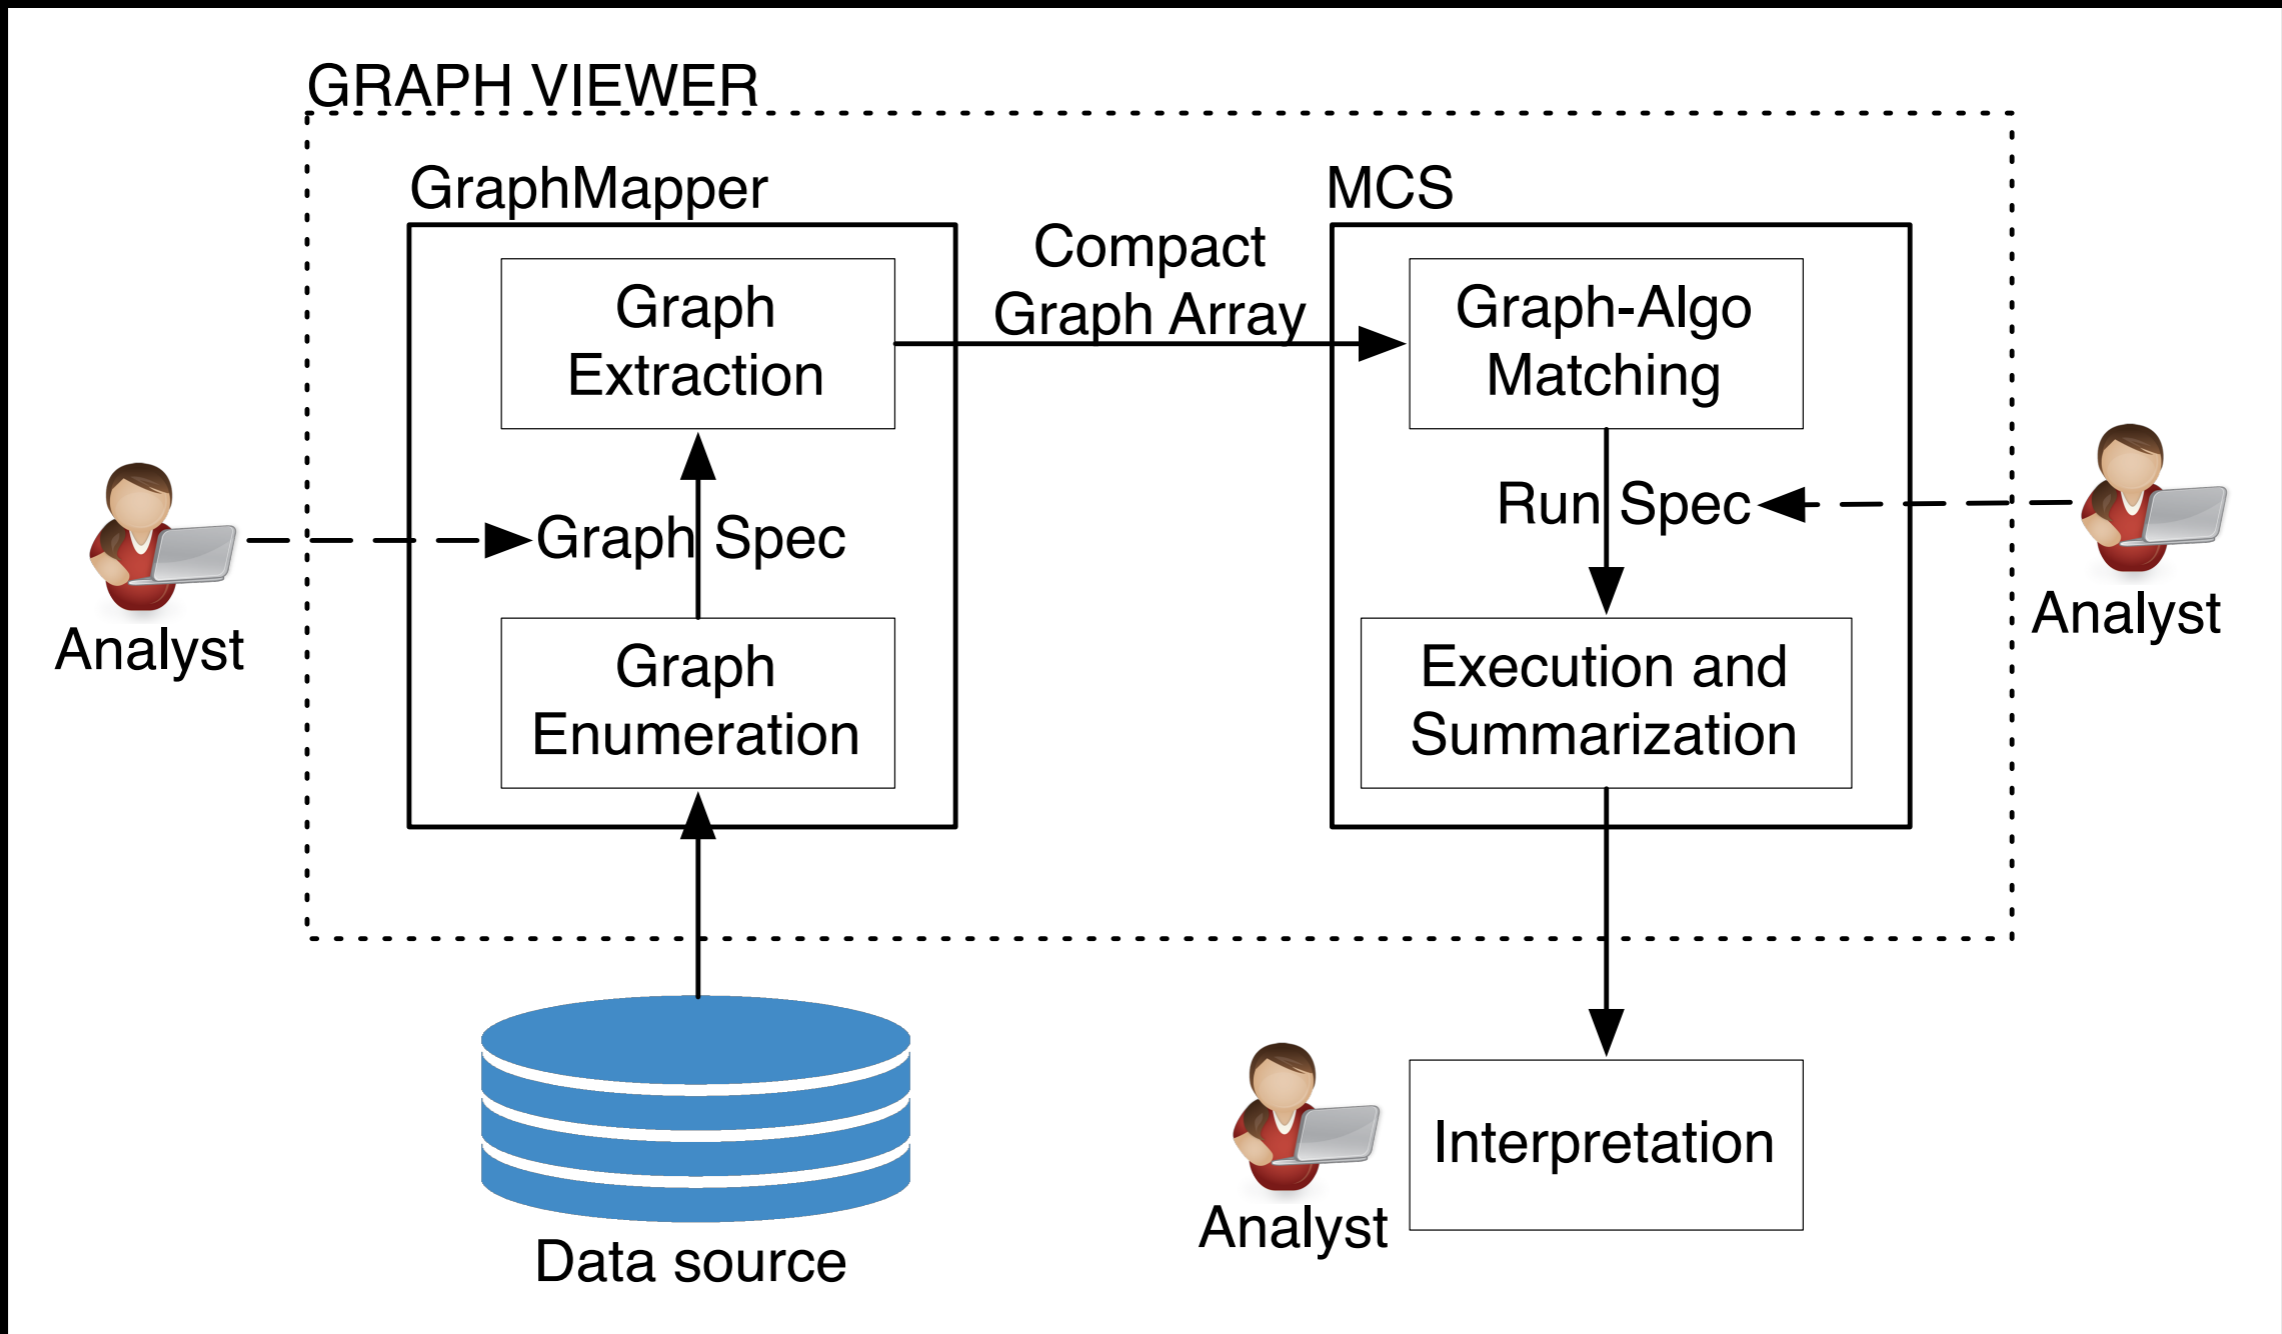 GRAPH VIEWER
GraphMapper
MCS
Compact
Graph Array
Graph
Extraction
Graph-Algo
Matching
Graph Spec
Run Spec
Analyst
Analyst
Graph
Enumeration
Execution and
Summarization
Data source
Analyst
Interpretation